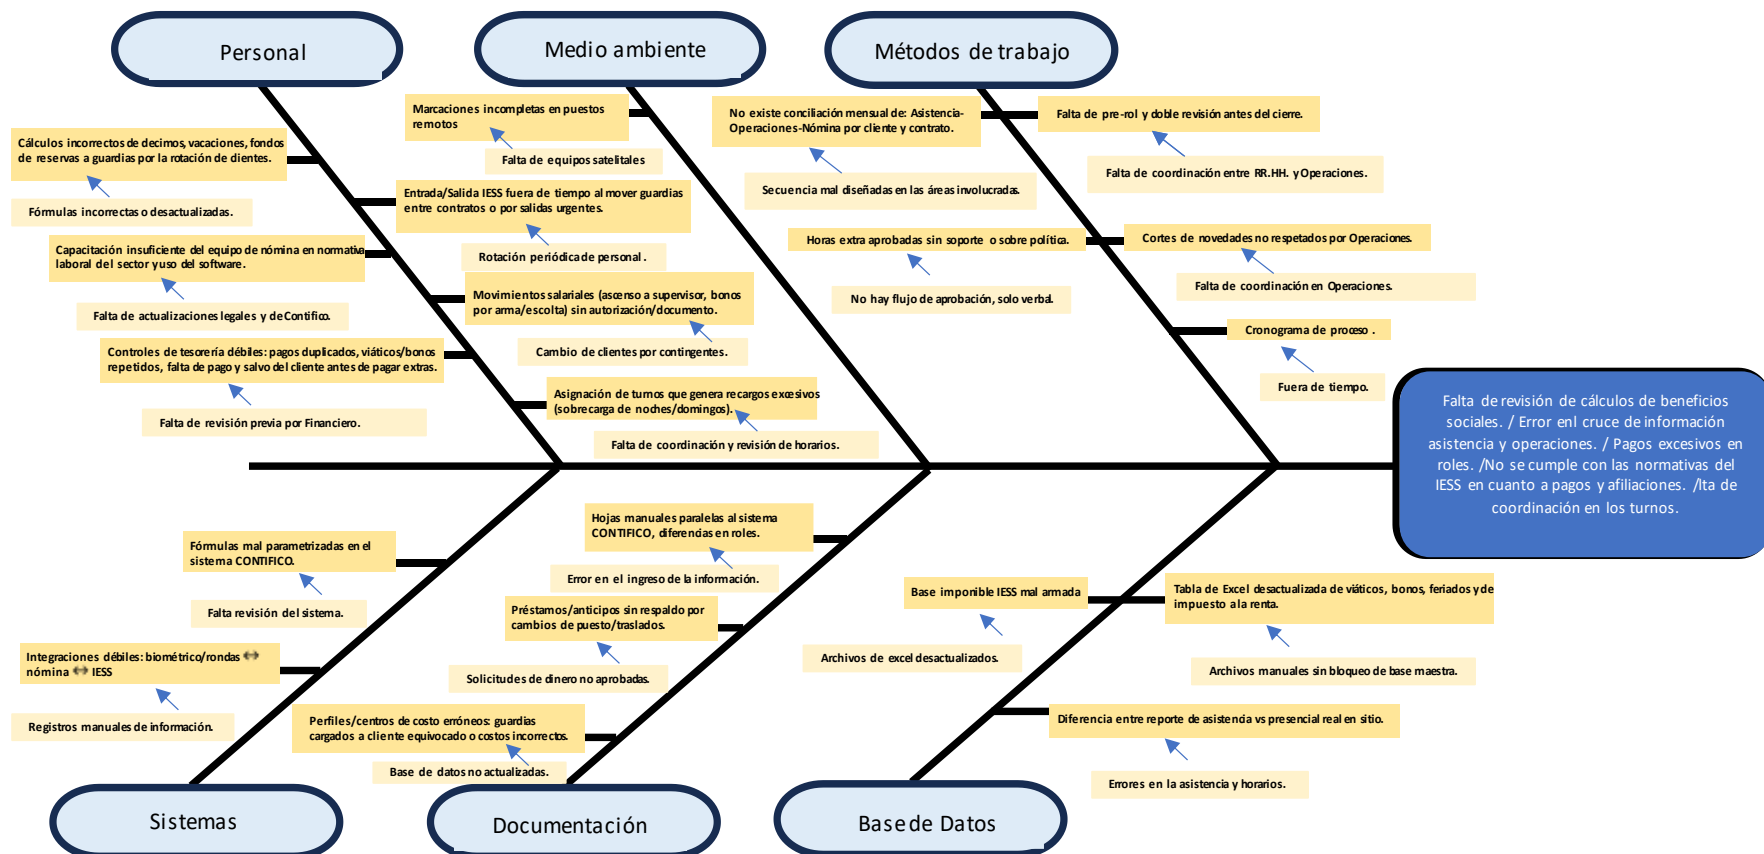 Personal
Medio ambiente
Métodos de trabajo
Cálculos incorrectos de decimos, vacaciones, fondos
de reservas a guardias por la rotación de clientes.
Fórmulas incorrectas o desactualizadas.
Capacitación insuficiente del equipo de nómina en normativa
laboral del sector y uso del software.
Falta de actualizaciones legales y de Contifico.
Controles de tesorería débiles: pagos duplicados, viáticos/bonos
repetidos, falta de pago y salvo del cliente antes de pagar extras.
Falta de revisión previa por Financiero.
Marcaciones incompletas en puestos
remotos
Falta de equipos satelitales
Entrada/Salida IESS fuera de tiempo al mover guardias
entre contratos o por salidas urgentes.
Rotación periódica de personal .
Movimientos salariales (ascenso a supervisor, bonos
por arma/escolta) sin autorización/documento.
Cambio de clientes por contingentes.
Asignación de turnos que genera recargos excesivos
(sobrecarga de noches/domingos).
Falta de coordinación y revisión de horarios.
No existe conciliación mensual de: Asistencia-
Operaciones-Nómina por cliente y contrato.
Secuencia mal diseñadas en las áreas involucradas.
Horas extra aprobadas sin soporte o sobre política.
No hay flujo de aprobación, solo verbal.
Falta de pre-rol y doble revisión antes del cierre.
Falta de coordinación entre RR.HH. y Operaciones.
Cortes de novedades no respetados por Operaciones.
Falta de coordinación en Operaciones.
Cronograma de proceso .
Fuera de tiempo.
Falta de revisión de cálculos de beneficios
sociales. / Error enl cruce de información
asistencia y operaciones. / Pagos excesivos en
roles. /No se cumple con las normativas del
IESS en cuanto a pagos y afiliaciones. /lta de
coordinación en los turnos.
Fórmulas mal parametrizadas en el
sistema CONTIFICO.
Falta revisión del sistema.
Integraciones débiles: biométrico/rondas ⟺
nómina ⟺ IESS
Registros manuales de información.
Hojas manuales paralelas al sistema
CONTIFICO, diferencias en roles.
Error en el ingreso de la información.
Préstamos/anticipos sin respaldo por
cambios de puesto/traslados.
Solicitudes de dinero no aprobadas.
Perfiles/centros de costo erróneos: guardias
cargados a cliente equivocado o costos incorrectos.
Base de datos no actualizadas.
Base imponible IESS mal armada
Archivos de excel desactualizados.
Tabla de Excel desactualizada de viáticos, bonos, feriados y de
impuesto a la renta.
Archivos manuales sin bloqueo de base maestra.
Diferencia entre reporte de asistencia vs presencial real en sitio.
Errores en la asistencia y horarios.
Sistemas
Documentación
Base de Datos